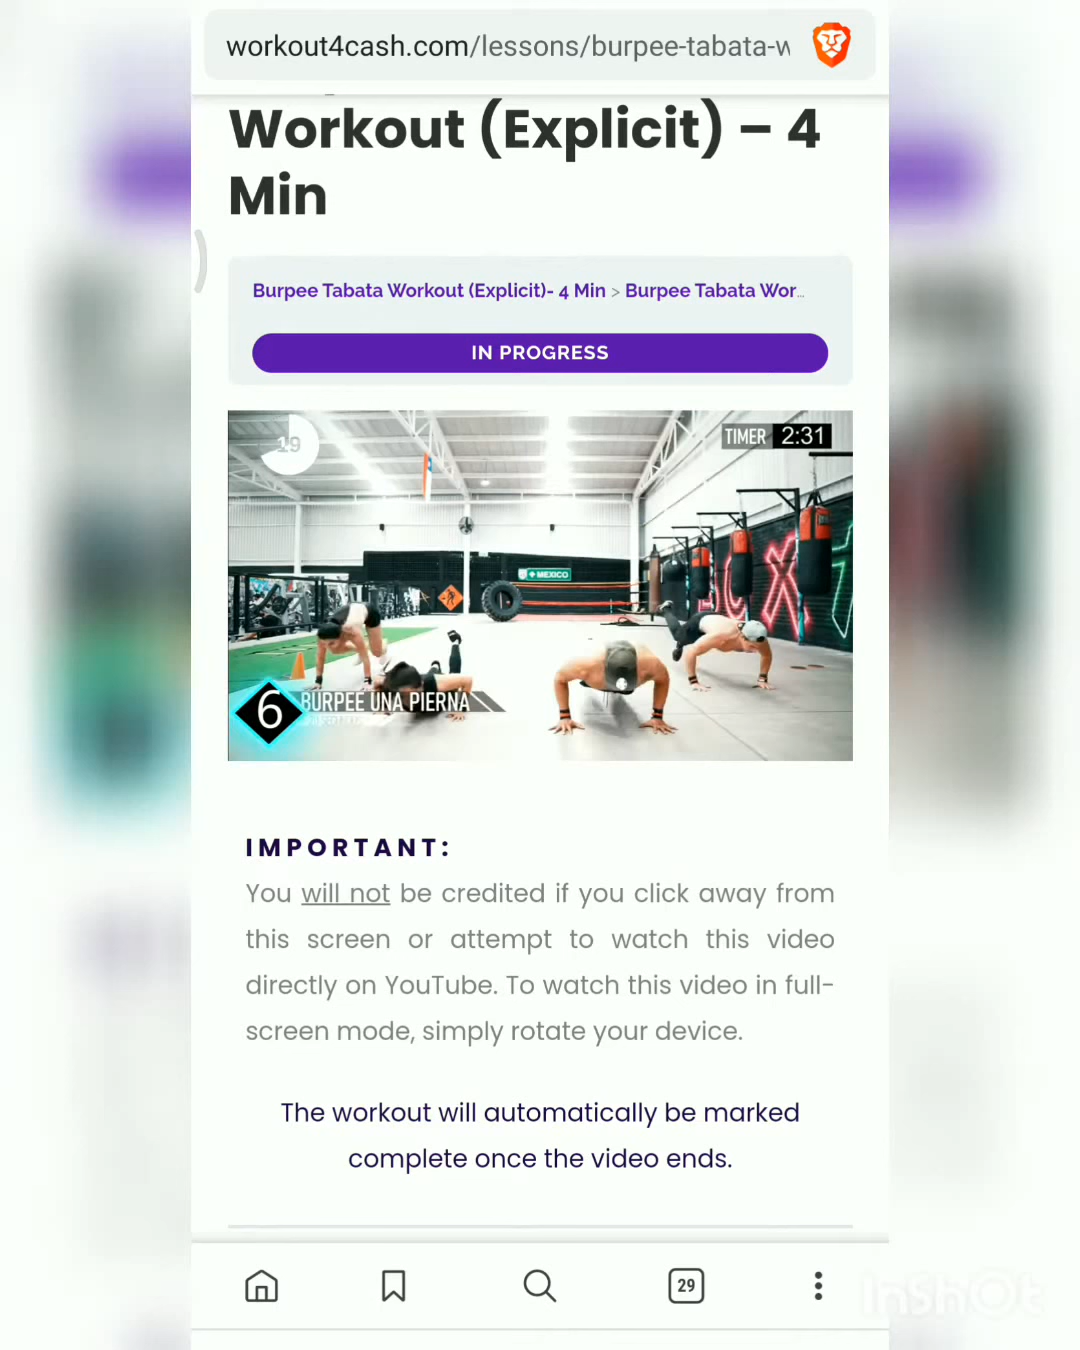 workout4cash.com/lessons/burpee-tabata-w
Workout (Explicit) – 4
Min
Burpee Tabata Workout (Explicit)- 4 Min > Burpee Tabata Wor...
IN PROGRESS
19
TIMER 2:31
MEXICO
6 BURPEE UNA PIERNA
IMPORTANT:
You will not be credited if you click away from
this screen or attempt to watch this video
directly on YouTube. To watch this video in full-
screen mode, simply rotate your device.
The workout will automatically be marked
complete once the video ends.
29
InShOt